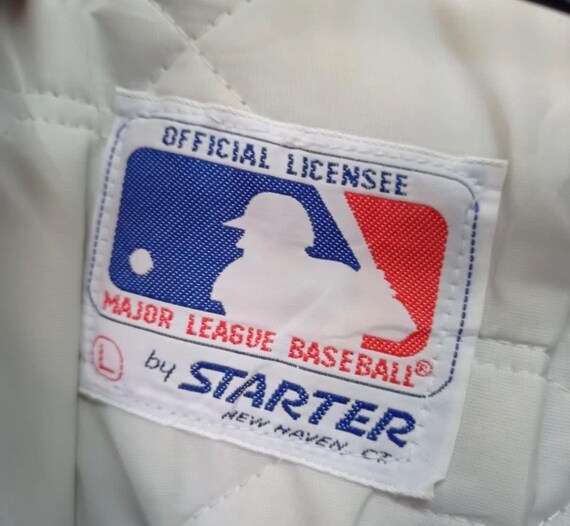 OFFICIAL LICENSEE
MAJOR LEAGUE BASEBALL®
L by STARTER
NEW HAVEN, CT.